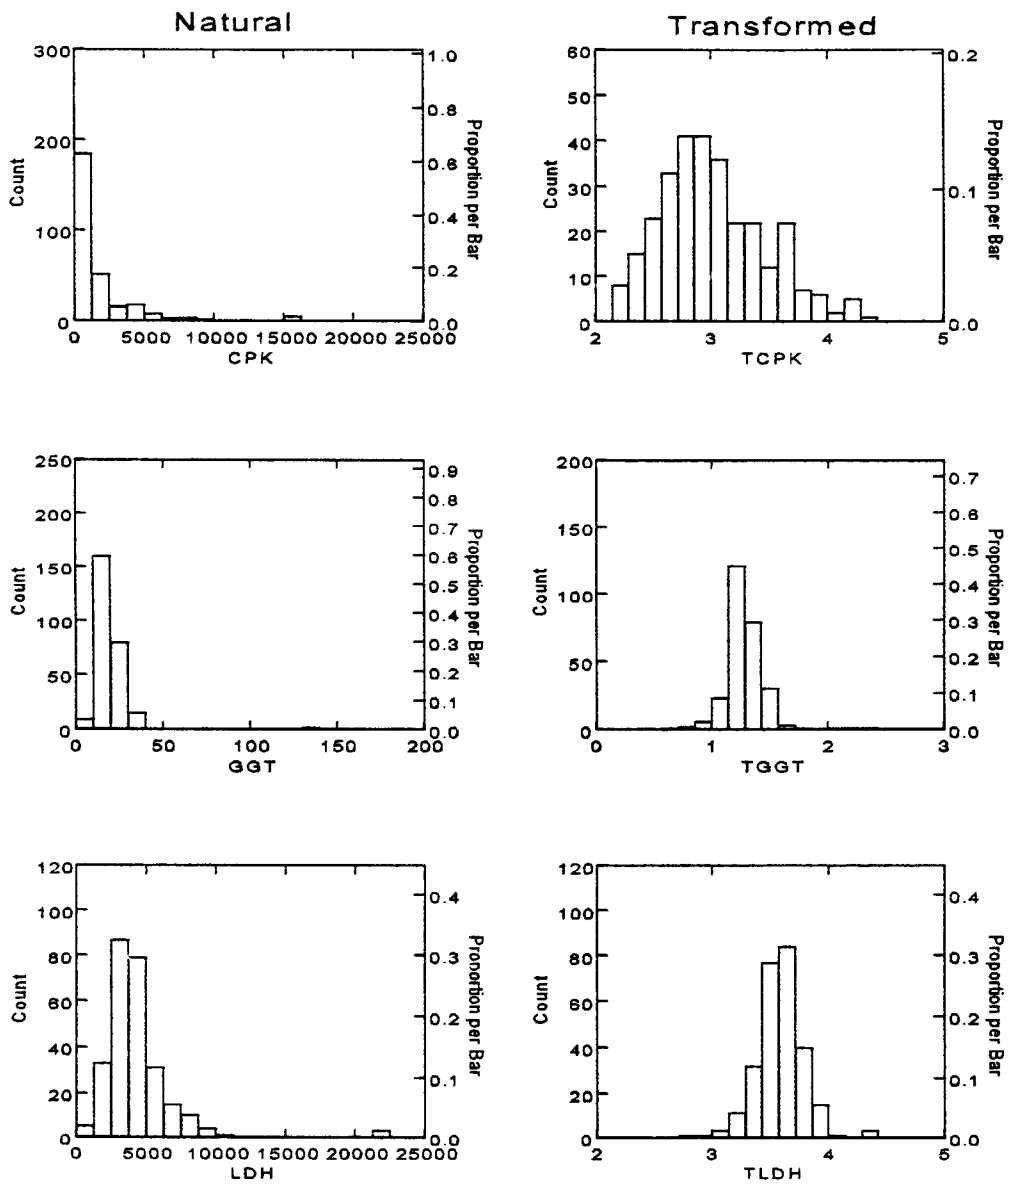 Natural
Transformed
300
200
100
0
Count
1.0
0.8
0.6
0.4
0.2
0.0
Proportion per Bar
0 5000 10000 15000 20000 25000
CPK
60
50
40
30
20
10
0
Count
0.2
0.1
0.0
Proportion per Bar
2 3 4 5
TCPK
250
200
150
100
50
0
Count
0.9
0.8
0.7
0.6
0.5
0.4
0.3
0.2
0.1
0.0
Proportion per Bar
0 50 100 150 200
GGT
200
150
100
50
0
Count
0.7
0.6
0.5
0.4
0.3
0.2
0.1
0.0
Proportion per Bar
0 1 2 3
TGGT
120
100
80
60
40
20
0
Count
0.4
0.3
0.2
0.1
0.0
Proportion per Bar
0 5000 10000 15000 20000 25000
LDH
120
100
80
60
40
20
0
Count
0.4
0.3
0.2
0.1
0.0
Proportion per Bar
2 3 4 5
TLDH